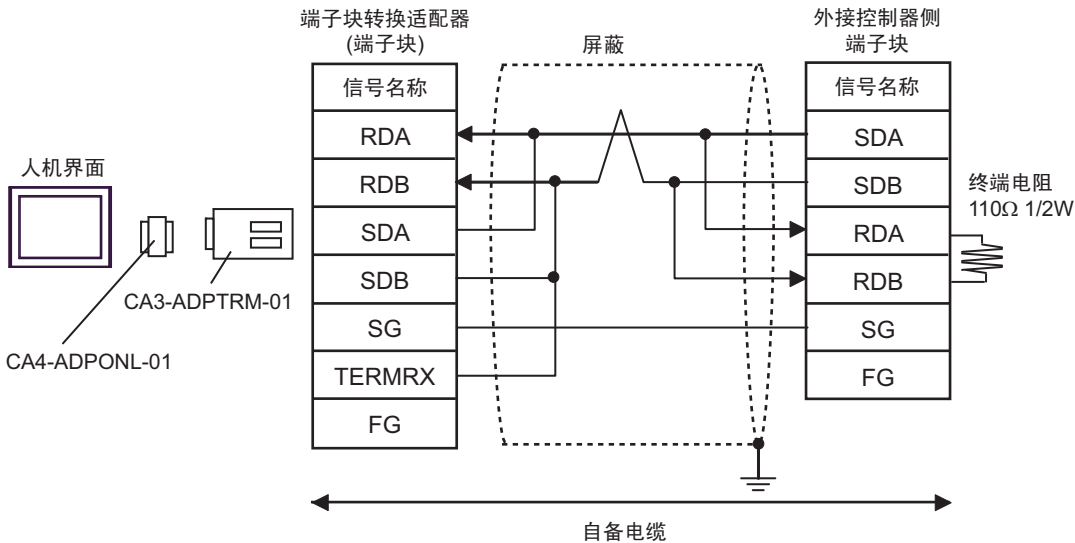 端子块转换适配器
(端子块)
屏蔽
外接控制器侧
端子块
信号名称
RDA
RDB
SDA
SDB
SG
TERMRX
FG
信号名称
SDA
SDB
RDA
RDB
SG
FG
人机界面
CA3-ADPTRM-01
CA4-ADPONL-01
终端电阻
110Ω 1/2W
自备电缆